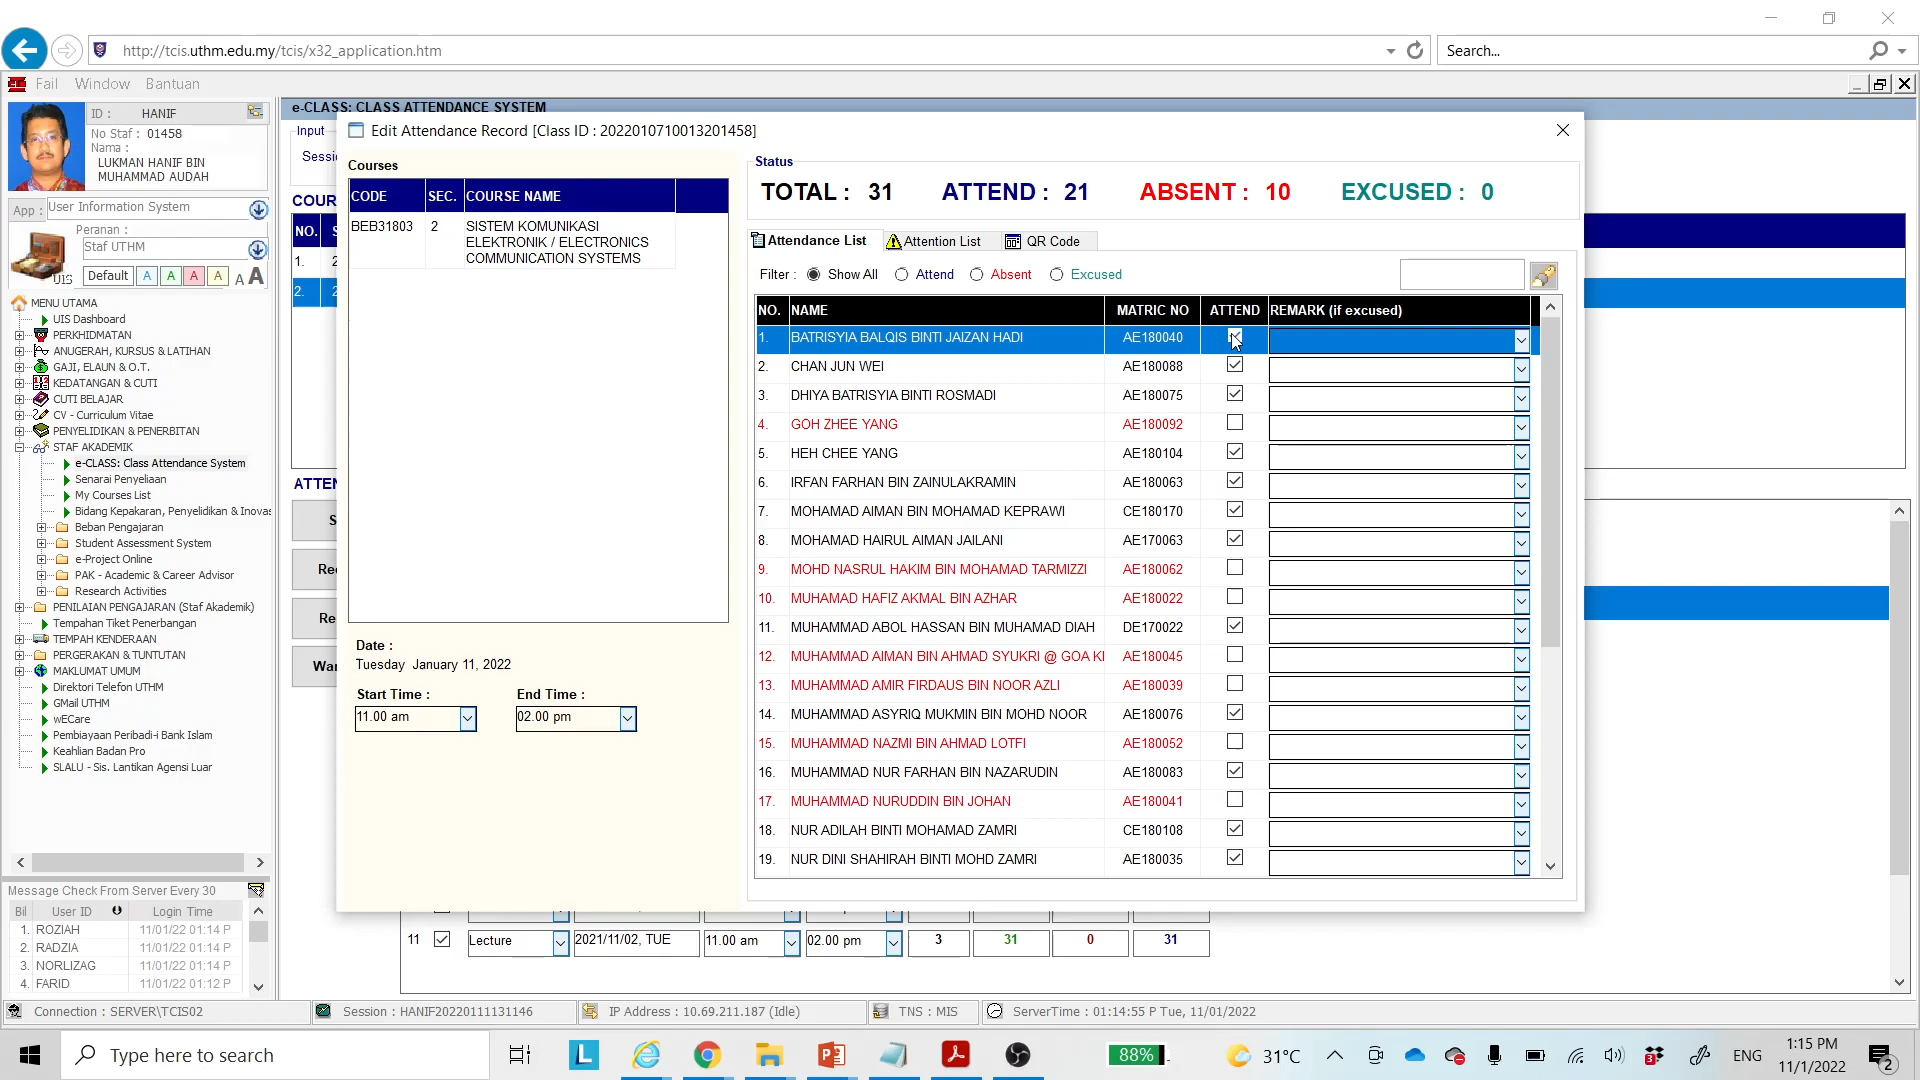 http://tcis.uthm.edu.my/tcis/x32_application.htm
Search...
Fail Window Bantuan
ID : HANIF
No Staf : 01458
Nama :
LUKMAN HANIF BIN
MUHAMMAD AUDAH
App : User Information System
Peranan :
Staf UTHM
UIS
Default A A A A A A
MENU UTAMA
UIS Dashboard
PERKHIDMATAN
ANUGERAH, KURSUS & LATIHAN
GAJI, ELAUN & O.T.
KEDATANGAN & CUTI
CUTI BELAJAR
CV - Curriculum Vitae
PENYELIDIKAN & PENERBITAN
STAF AKADEMIK
e-CLASS: Class Attendance System
Senarai Penyeliaan
My Courses List
Bidang Kepakaran, Penyelidikan & Inovas
Beban Pengajaran
Student Assessment System
e-Project Online
PAK - Academic & Career Advisor
Research Activities
PENILAIAN PENGAJARAN (Staf Akademik)
Tempahan Tiket Penerbangan
TEMPAH KENDERAAN
PERGERAKAN & TUNTUTAN
MAKLUMAT UMUM
Direktori Telefon UTHM
GMail UTHM
wECare
Pembiayaan Peribadi-i Bank Islam
Keahlian Badan Pro
SLALU - Sis. Lantikan Agensi Luar
Message Check From Server Every 30
Bil User ID Login Time
1. ROZIAH 11/01/22 01:14 P
2. RADZIA 11/01/22 01:14 P
3. NORLIZAG 11/01/22 01:14 P
4. FARID 11/01/22 01:12 P
e-CLASS: CLASS ATTENDANCE SYSTEM
Input
Sessi
COUR
NO. S
1. 2
2. 2
ATTEN
S
Re
Re
Wa
Edit Attendance Record [Class ID : 2022010710013201458]
Courses
CODE SEC. COURSE NAME
BEB31803 2 SISTEM KOMUNIKASI
ELEKTRONIK / ELECTRONICS
COMMUNICATION SYSTEMS
Date :
Tuesday January 11, 2022
Start Time : End Time :
11.00 am 02.00 pm
Status
TOTAL : 31 ATTEND : 21 ABSENT : 10 EXCUSED : 0
Attendance List Attention List QR Code
Filter : Show All Attend Absent Excused
NO. NAME MATRIC NO ATTEND REMARK (if excused)
1. BATRISYIA BALQIS BINTI JAIZAN HADI AE180040
2. CHAN JUN WEI AE180088
3. DHIYA BATRISYIA BINTI ROSMADI AE180075
4. GOH ZHEE YANG AE180092
5. HEH CHEE YANG AE180104
6. IRFAN FARHAN BIN ZAINULAKRAMIN AE180063
7. MOHAMAD AIMAN BIN MOHAMAD KEPRAWI CE180170
8. MOHAMAD HAIRUL AIMAN JAILANI AE170063
9. MOHD NASRUL HAKIM BIN MOHAMAD TARMIZZI AE180062
10. MUHAMAD HAFIZ AKMAL BIN AZHAR AE180022
11. MUHAMMAD ABOL HASSAN BIN MUHAMAD DIAH DE170022
12. MUHAMMAD AIMAN BIN AHMAD SYUKRI @ GOA KI AE180045
13. MUHAMMAD AMIR FIRDAUS BIN NOOR AZLI AE180039
14. MUHAMMAD ASYRIQ MUKMIN BIN MOHD NOOR AE180076
15. MUHAMMAD NAZMI BIN AHMAD LOTFI AE180052
16. MUHAMMAD NUR FARHAN BIN NAZARUDIN AE180083
17. MUHAMMAD NURUDDIN BIN JOHAN AE180041
18. NUR ADILAH BINTI MOHAMAD ZAMRI CE180108
19. NUR DINI SHAHIRAH BINTI MOHD ZAMRI AE180035
11 Lecture 2021/11/02, TUE 11.00 am 02.00 pm 3 31 0 31
Connection : SERVER\TCIS02 Session : HANIF20220111131146 IP Address : 10.69.211.187 (Idle) TNS : MIS ServerTime : 01:14:55 P Tue, 11/01/2022
Type here to search
L
88%
31°C
3
ENG
1:15 PM
11/1/2022
2